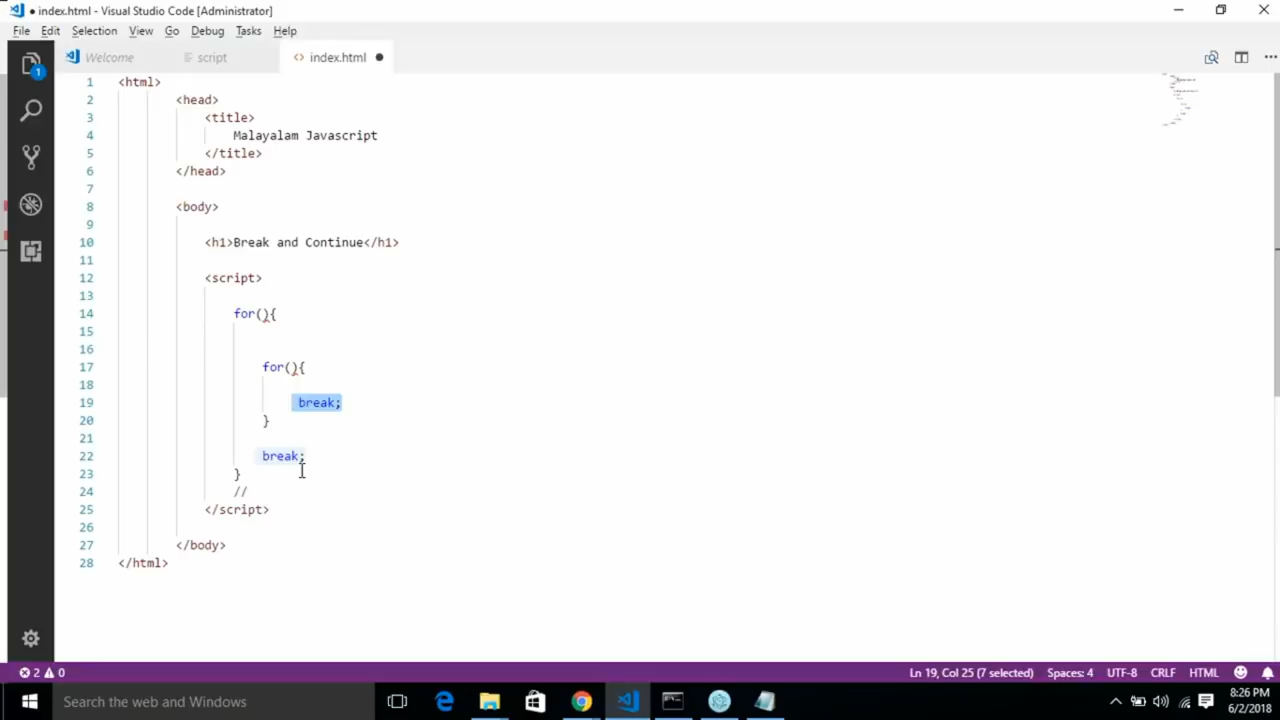 ● index.html - Visual Studio Code [Administrator]
File Edit Selection View Go Debug Tasks Help
Welcome script <> index.html ●
1 <html>
2 <head>
3 <title>
4 Malayalam Javascript
5 </title>
6 </head>
7
8 <body>
9
10 <h1>Break and Continue</h1>
11
12 <script>
13
14 for(){
15
16
17 for(){
18
19 break;
20 }
21
22 break;
23 }
24 //
25 </script>
26
27 </body>
28 </html>
1
2 0 Ln 19, Col 25 (7 selected) Spaces: 4 UTF-8 CRLF HTML
Search the web and Windows
8:26 PM
6/2/2018